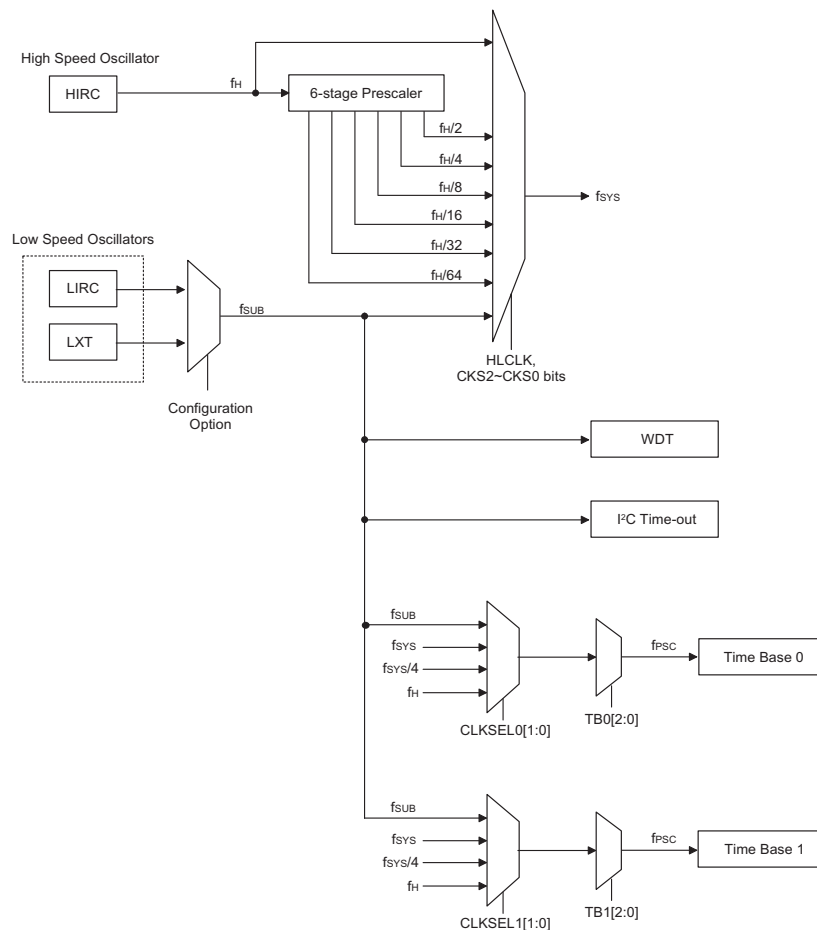 High Speed Oscillator
HIRC
fH
6-stage Prescaler
fH/2
fH/4
fH/8
fH/16
fH/32
fH/64
fSYS
Low Speed Oscillators
LIRC
LXT
fSUB
HLCLK,
CKS2~CKS0 bits
Configuration
Option
WDT
I²C Time-out
fSUB
fSYS
fSYS/4
fH
CLKSEL0[1:0]
TB0[2:0]
fPSC
Time Base 0
fSUB
fSYS
fSYS/4
fH
CLKSEL1[1:0]
TB1[2:0]
fPSC
Time Base 1